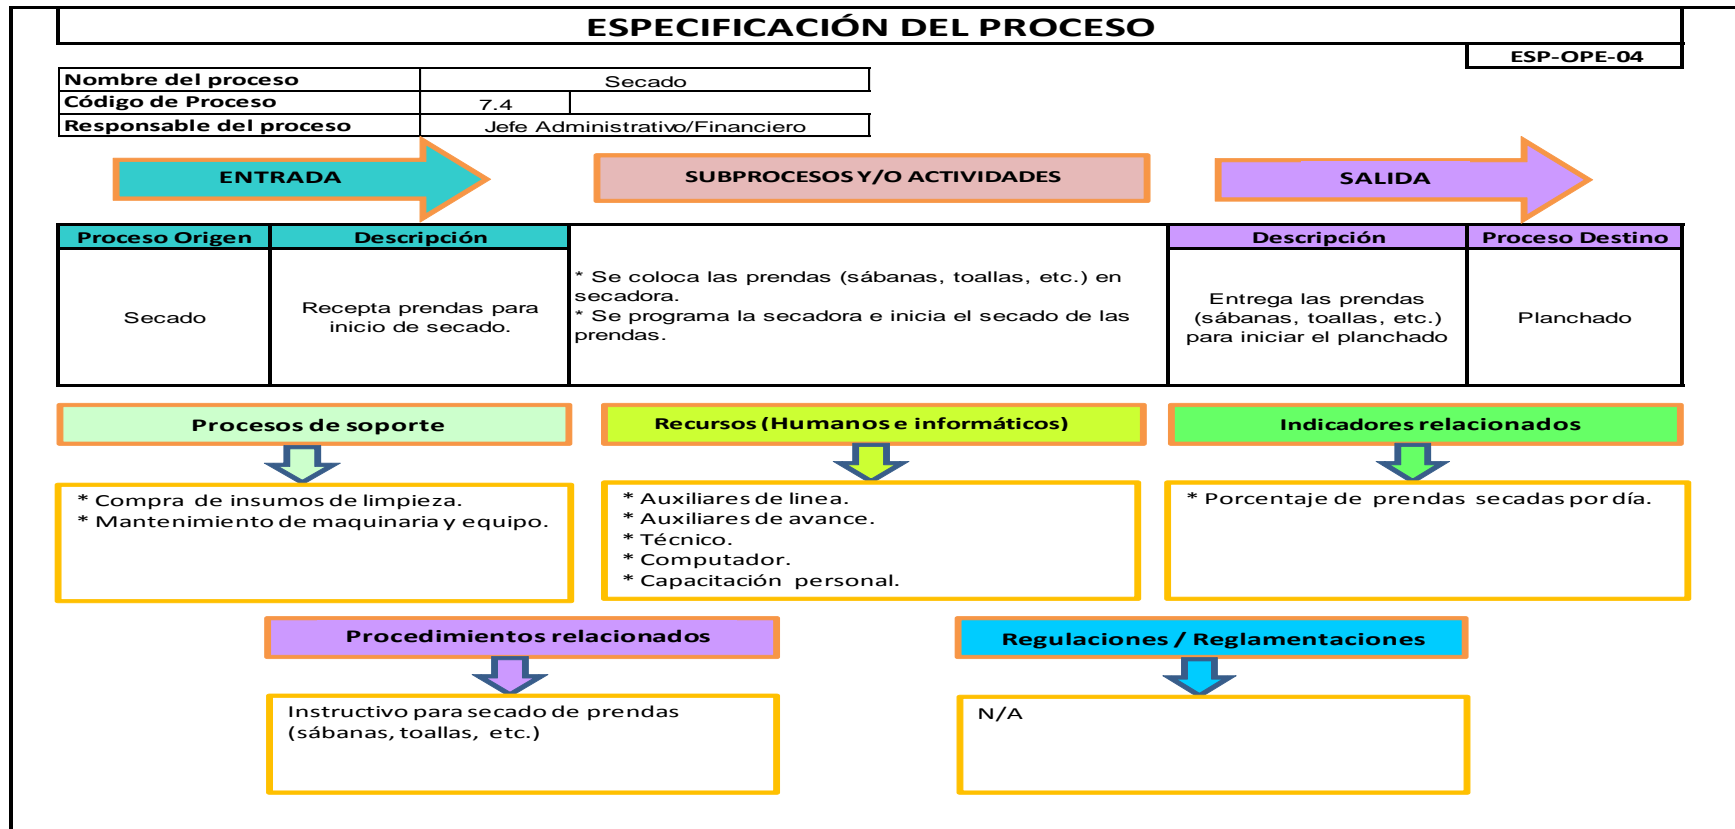 ESPECIFICACIÓN DEL PROCESO
ESP-OPE-04
Nombre del proceso Secado
Código de Proceso 7.4
Responsable del proceso Jefe Administrativo/Financiero
ENTRADA
SUBPROCESOS Y/O ACTIVIDADES
SALIDA
Proceso Origen
Descripción
Secado
Recepta prendas para
inicio de secado.
* Se coloca las prendas (sábanas, toallas, etc.) en
secadora.
* Se programa la secadora e inicia el secado de las
prendas.
Descripción
Proceso Destino
Entrega las prendas
(sábanas, toallas, etc.)
para iniciar el planchado
Planchado
Procesos de soporte
* Compra de insumos de limpieza.
* Mantenimiento de maquinaria y equipo.
Recursos (Humanos e informáticos)
* Auxiliares de linea.
* Auxiliares de avance.
* Técnico.
* Computador.
* Capacitación personal.
Indicadores relacionados
* Porcentaje de prendas secadas por día.
Procedimientos relacionados
Instructivo para secado de prendas
(sábanas, toallas, etc.)
Regulaciones / Reglamentaciones
N/A